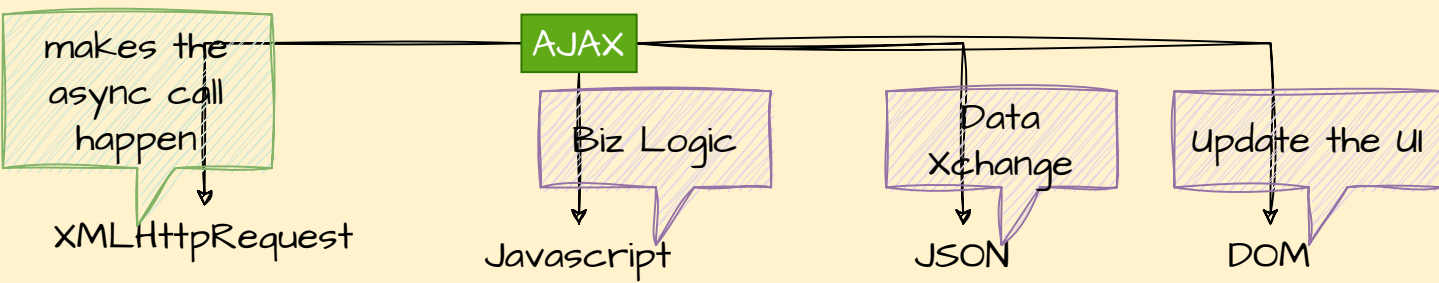 makes the
async call
happen
AJAX
Biz Logic
Data
Xchange
Update the UI
XMLHttpRequest
Javascript
JSON
DOM